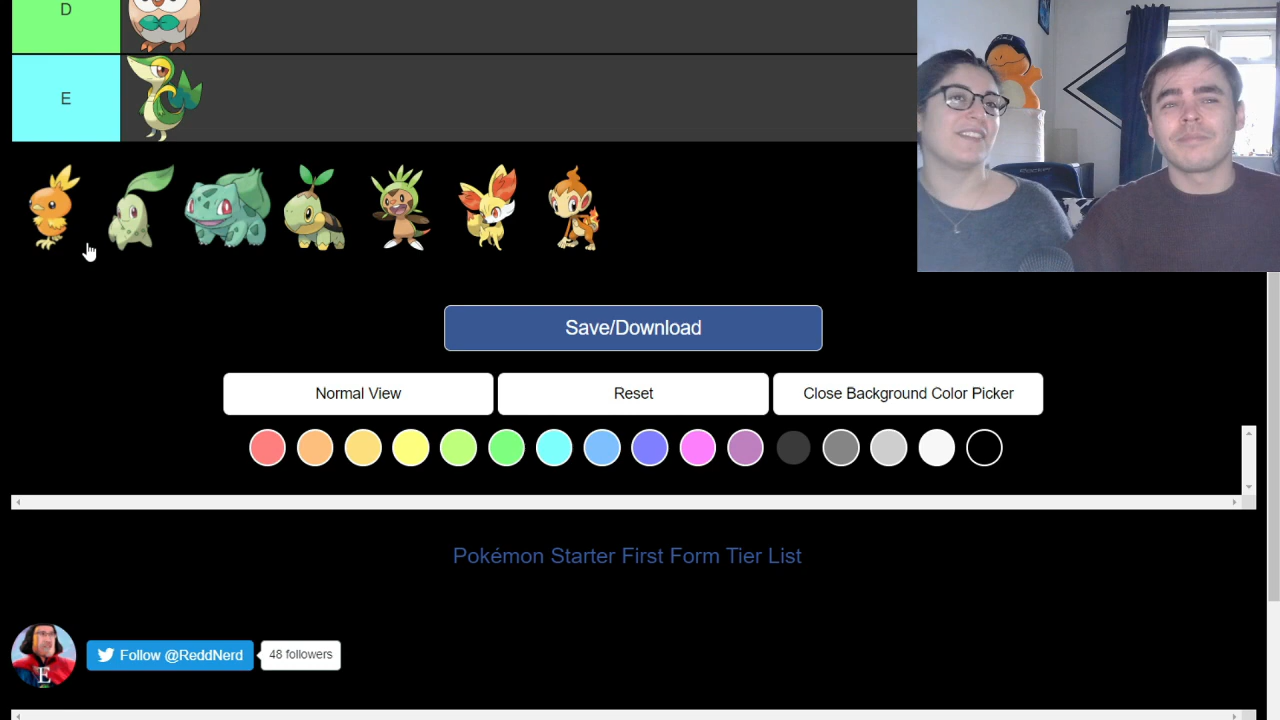 D
E
Save/Download
Normal View
Reset
Close Background Color Picker
Pokémon Starter First Form Tier List
E
Follow @ReddNerd
48 followers